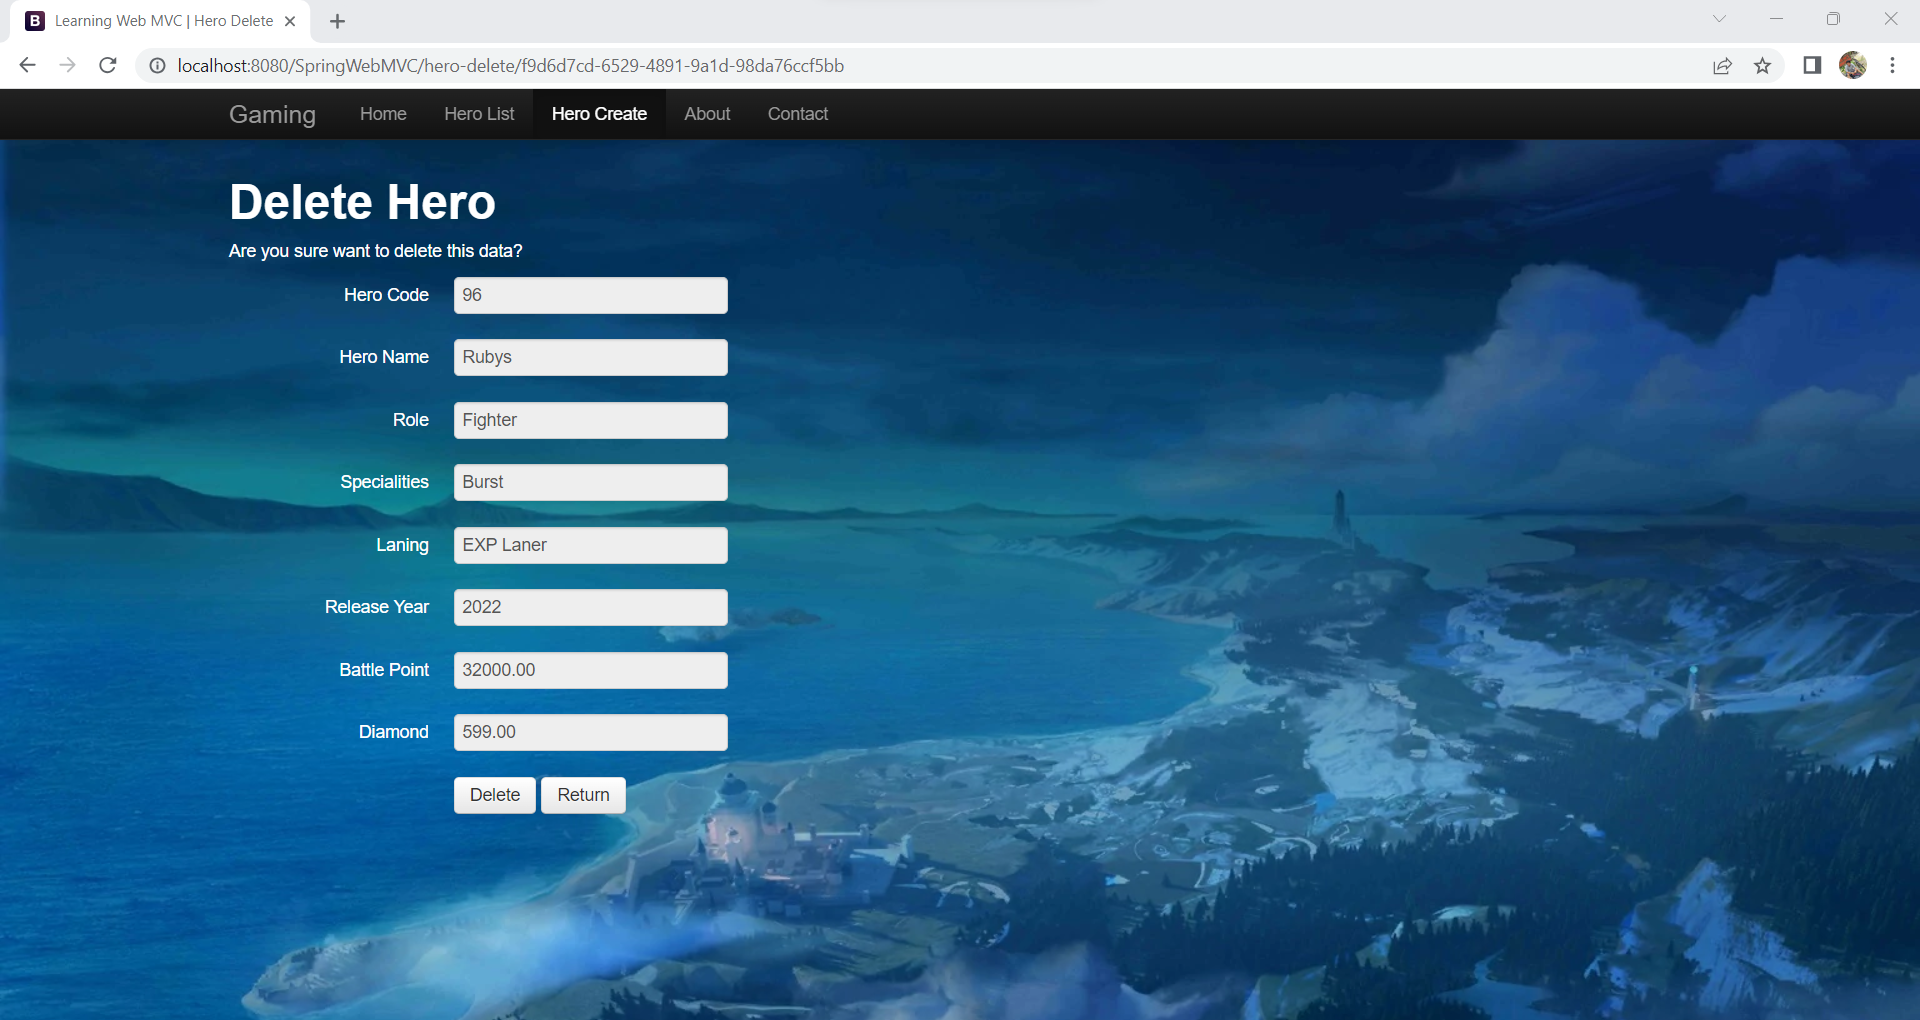 Learning Web MVC | Hero Delete
localhost:8080/SpringWebMVC/hero-delete/f9d6d7cd-6529-4891-9a1d-98da76ccf5bb
Gaming Home Hero List Hero Create About Contact
Delete Hero
Are you sure want to delete this data?
Hero Code 96
Hero Name Rubys
Role Fighter
Specialities Burst
Laning EXP Laner
Release Year 2022
Battle Point 32000.00
Diamond 599.00
Delete Return